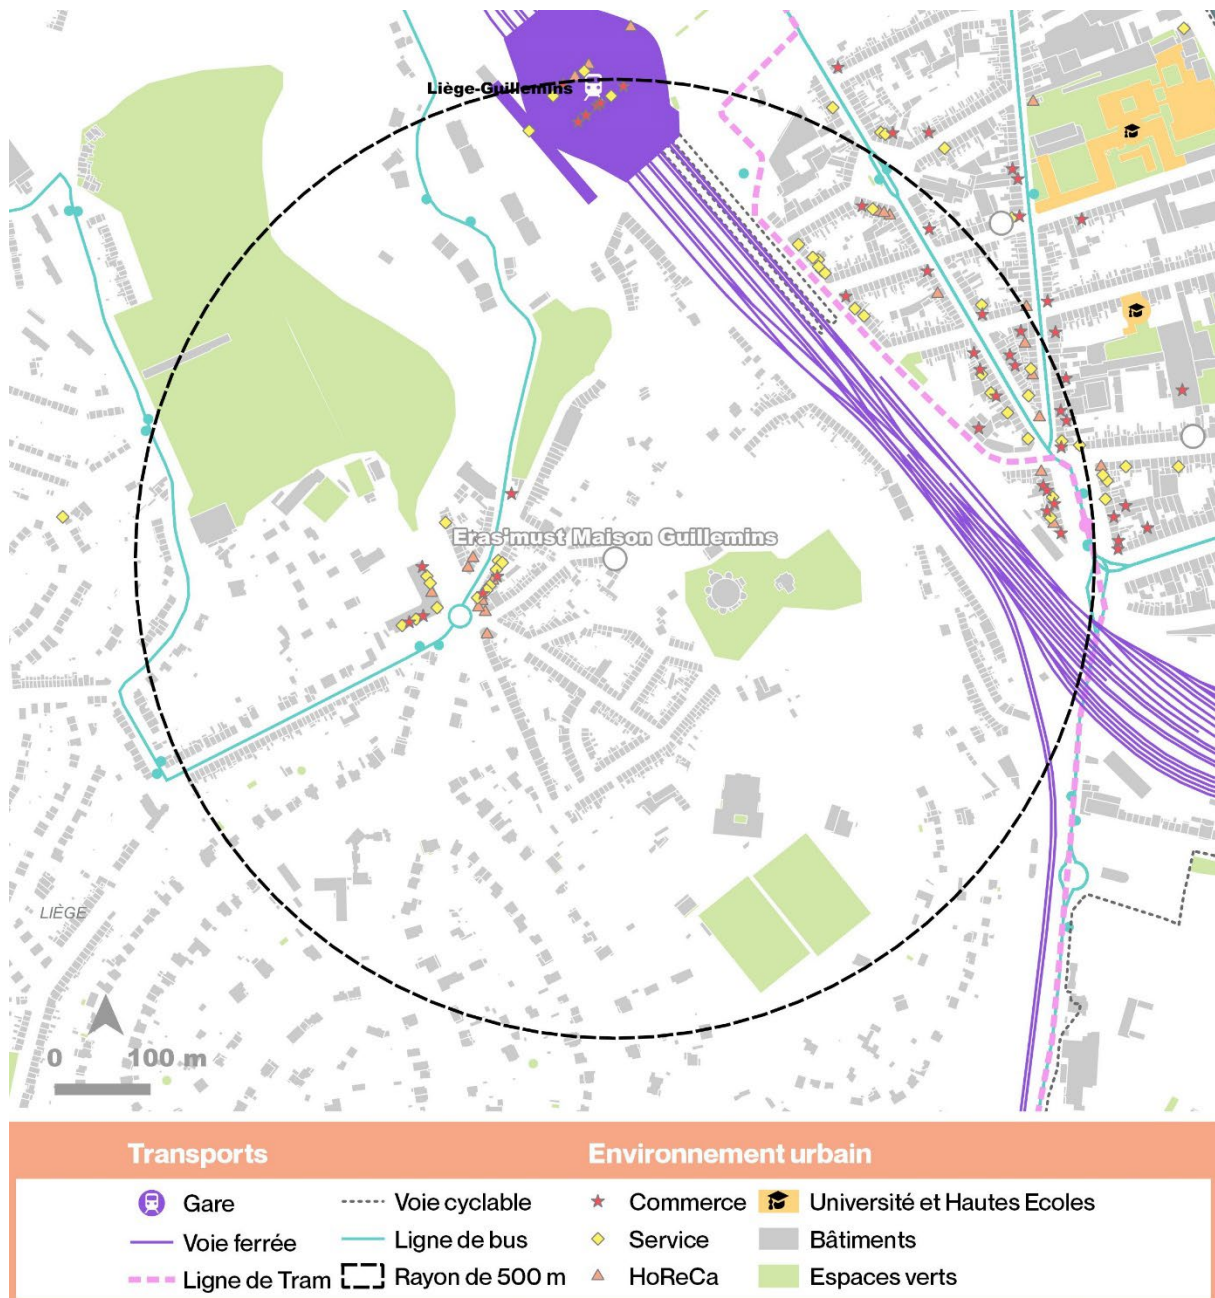 Liège-Guillemins
Eras'must Maison Guillemins
LIÈGE
0 100 m
Transports Environnement urbain
Gare Voie cyclable Commerce Université et Hautes Ecoles
Voie ferrée Ligne de bus Service Bâtiments
Ligne de Tram Rayon de 500 m HoReCa Espaces verts